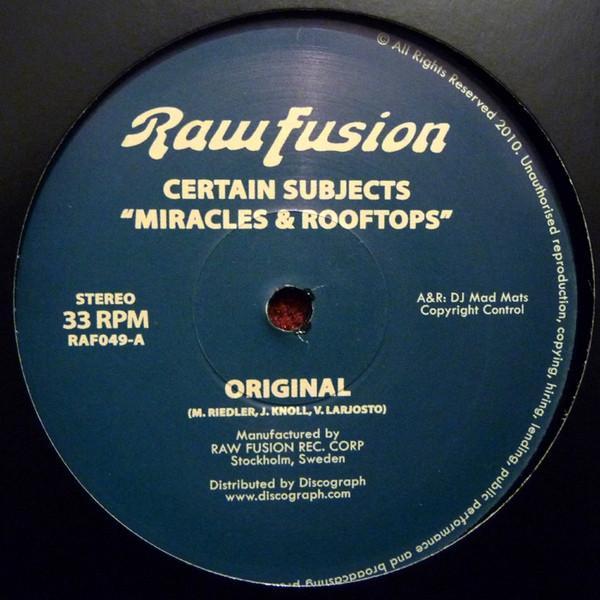 Raw Fusion
CERTAIN SUBJECTS
"MIRACLES & ROOFTOPS"
STEREO
33 RPM
RAF049-A
A&R: DJ Mad Mats
Copyright Control
ORIGINAL
(M. RIEDLER, J. KNOLL, V. LARJOSTO)
Manufactured by
RAW FUSION REC. CORP
Stockholm, Sweden
Distributed by Discograph
www.discograph.com
© All Rights Reserved 2010. Unauthorised reproduction, copying, hiring, lending, public performance and broadcasting